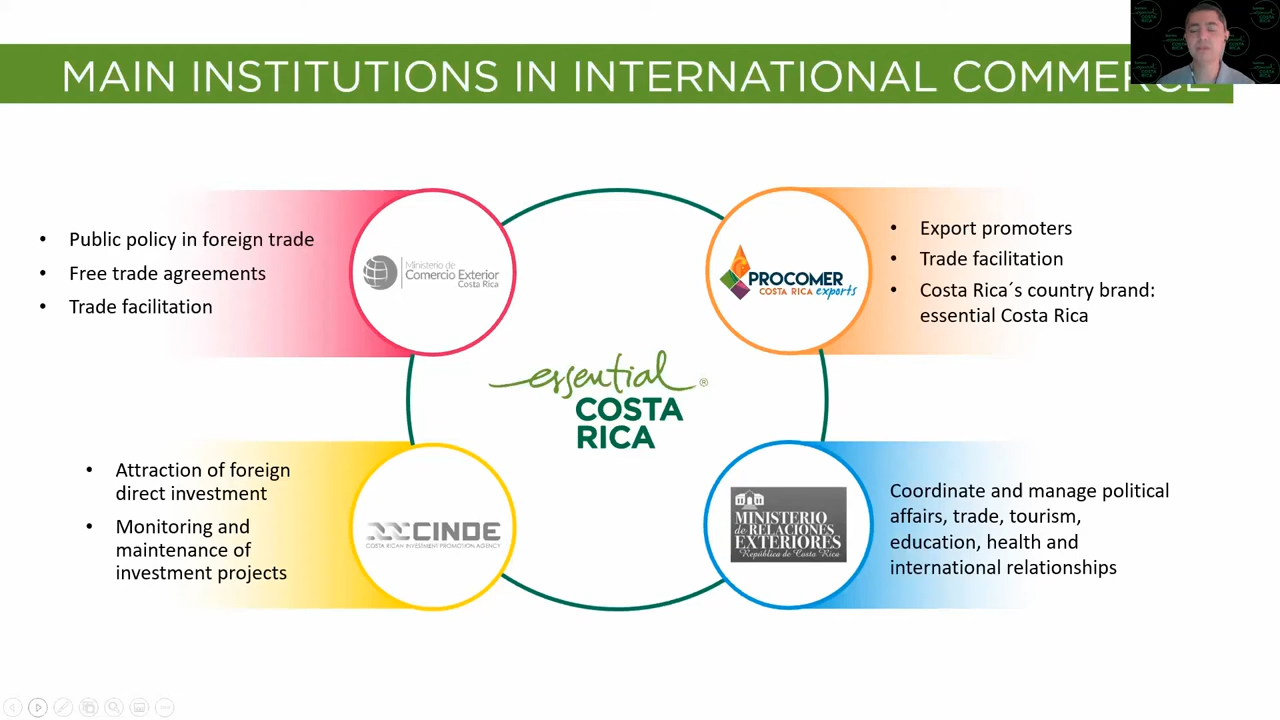 MAIN INSTITUTIONS IN INTERNATIONAL COMMERCE
• Public policy in foreign trade
• Free trade agreements
• Trade facilitation
Ministerio de
Comercio Exterior
Costa Rica
PROCOMER
COSTA RICA exports
• Export promoters
• Trade facilitation
• Costa Rica´s country brand:
essential Costa Rica
essential ®
COSTA
RICA
• Attraction of foreign
direct investment
• Monitoring and
maintenance of
investment projects
CINDE
COSTA RICAN INVESTMENT PROMOTION AGENCY
MINISTERIO
de RELACIONES
EXTERIORES
República de Costa Rica
Coordinate and manage political
affairs, trade, tourism,
education, health and
international relationships